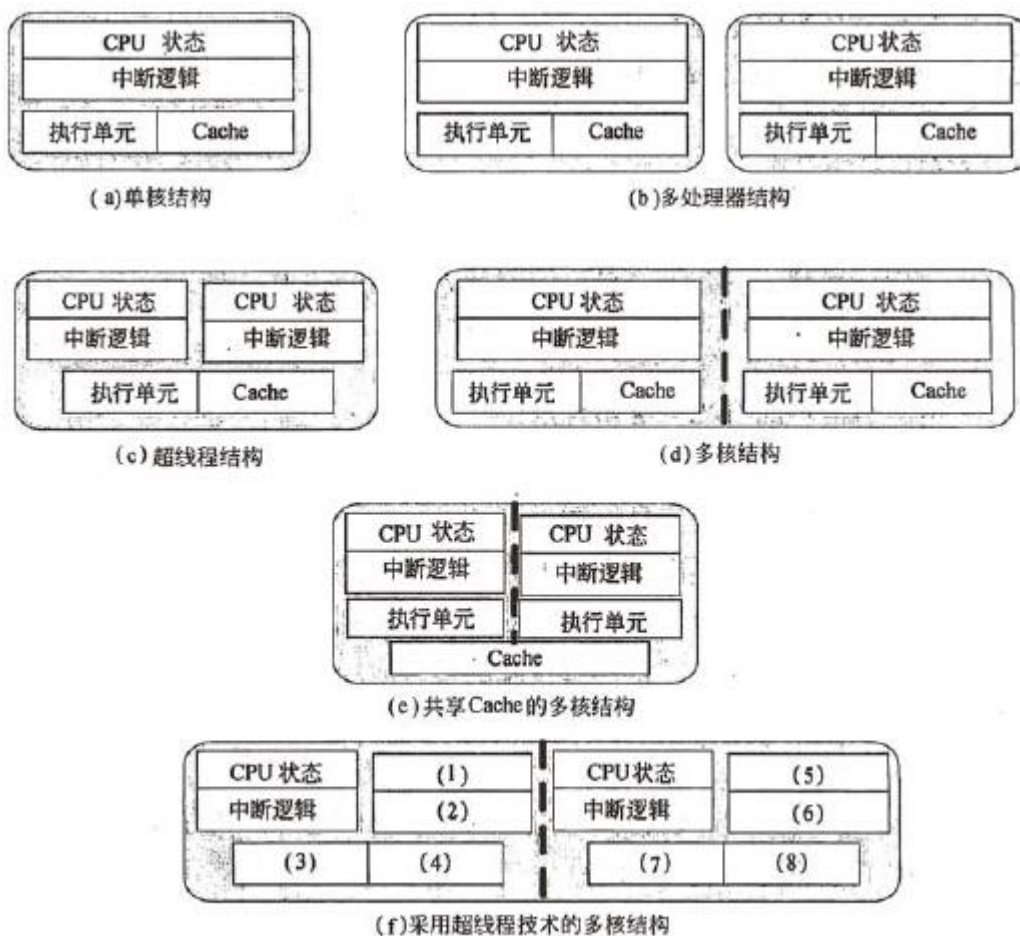 CPU 状态
中断逻辑
执行单元 Cache
(a)单核结构
CPU 状态
中断逻辑
执行单元 Cache
CPU状态
中断逻辑
执行单元 Cache
(b)多处理器结构
CPU 状态
中断逻辑
CPU 状态
中断逻辑
执行单元 Cache
(c)超线程结构
CPU 状态
中断逻辑
执行单元 Cache
CPU 状态
中断逻辑
执行单元 Cache
(d)多核结构
CPU 状态
中断逻辑
执行单元
CPU 状态
中断逻辑
执行单元
Cache
(e)共享Cache的多核结构
CPU 状态
中断逻辑
(1)
(2)
(3) (4)
CPU 状态
中断逻辑
(5)
(6)
(7) (8)
(f)采用超线程技术的多核结构